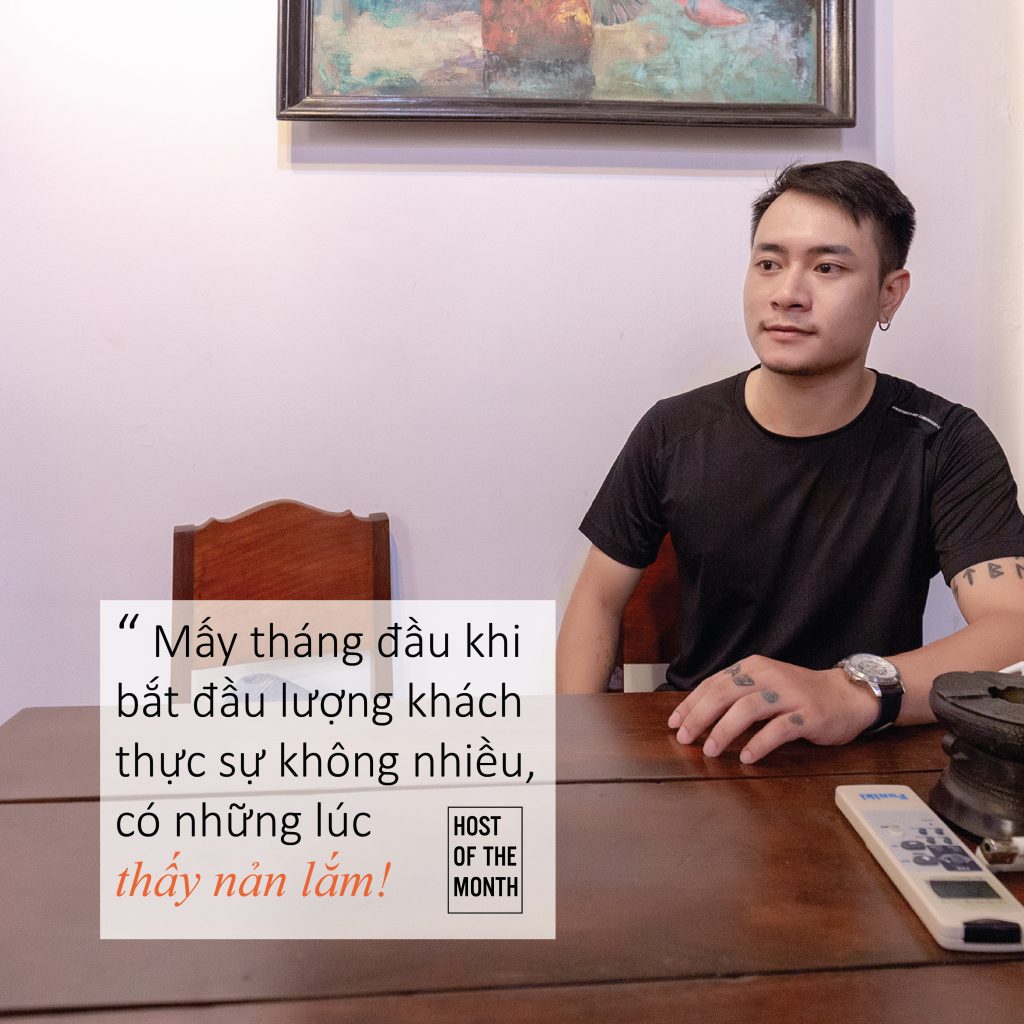 “ Mấy tháng đầu khi
bắt đầu lượng khách
thực sự không nhiều,
có những lúc
thấy nản lắm!
HOST
OF THE
MONTH
Funiki